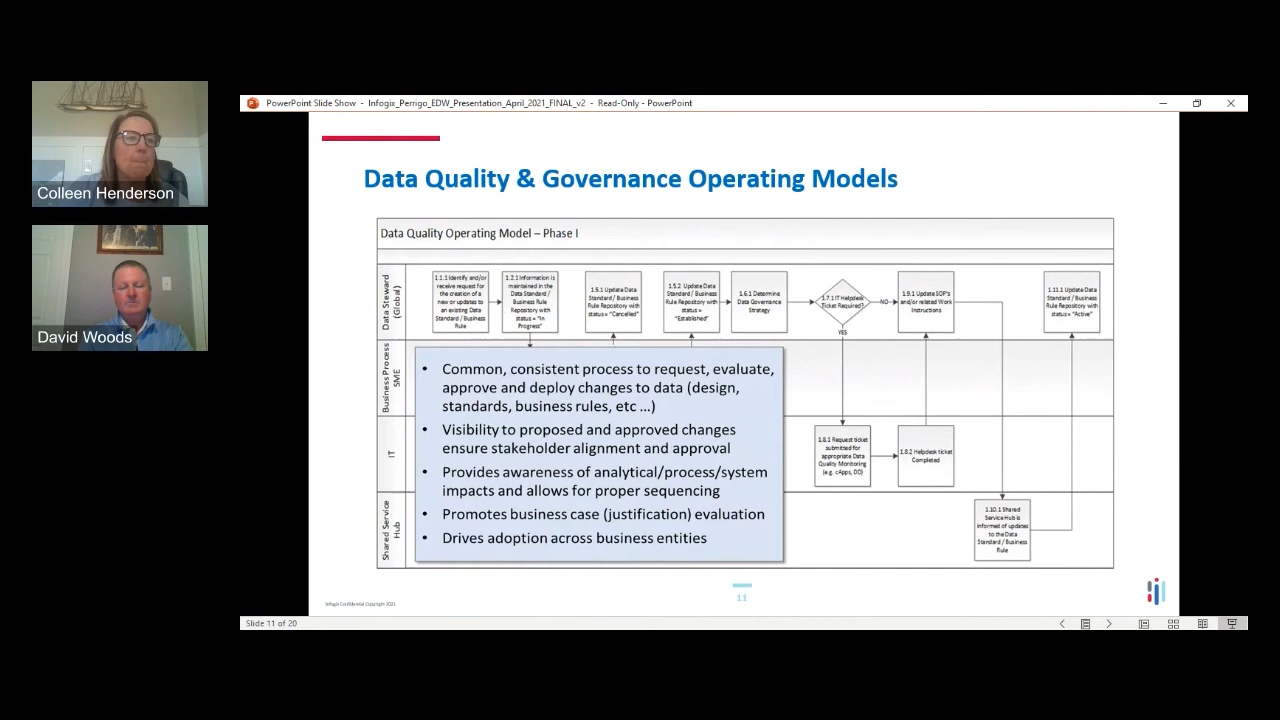 PowerPoint Slide Show - Infogix_Perrigo_EDW_Presentation_April_2021_FINAL_v2 - Read-Only - PowerPoint
Colleen Henderson
David Woods
Data Quality & Governance Operating Models
Data Quality Operating Model – Phase I
Data Steward
(Global)
1.1.1 Identify and/or
receive request for
the creation of a
new or updates to
an existing Data
Standard / Business
Rule
1.2.1 Information is
maintained in the
Data Standard /
Business Rule
Repository with
status = "In
Progress"
1.5.1 Update Data
Standard / Business
Rule Repository with
status = "Cancelled"
1.5.2 Update Data
Standard / Business
Rule Repository with
status =
"Established"
1.6.1 Determine
Data Governance
Strategy
1.7.1 IT Helpdesk
Ticket Required?
NO
YES
1.9.1 Update SOP's
and/or related Work
Instructions
1.11.1 Update Data
Standard / Business
Rule Repository with
status = "Active"
Business Process
SME
IT
1.8.1 Request ticket
submitted for
appropriate Data
Quality Monitoring
(e.g. cApps, DD)
1.8.2 Helpdesk ticket
Completed
Shared Service
Hub
1.10.1 Shared
Service Hub is
informed of updates
to the Data
Standard / Business
Rule
• Common, consistent process to request, evaluate,
approve and deploy changes to data (design,
standards, business rules, etc ...)
• Visibility to proposed and approved changes
ensure stakeholder alignment and approval
• Provides awareness of analytical/process/system
impacts and allows for proper sequencing
• Promotes business case (justification) evaluation
• Drives adoption across business entities
Infogix Confidential Copyright 2021
11
Slide 11 of 20